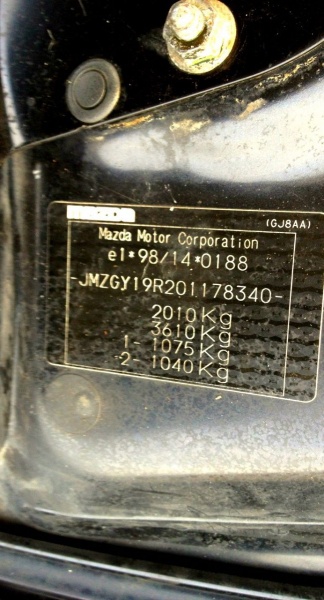 (GJ8AA)
Mazda Motor Corporation
e1*98/14*0188
-JMZGY19R201178340-
2010Kg
3610Kg
1- 1075Kg
2- 1040Kg